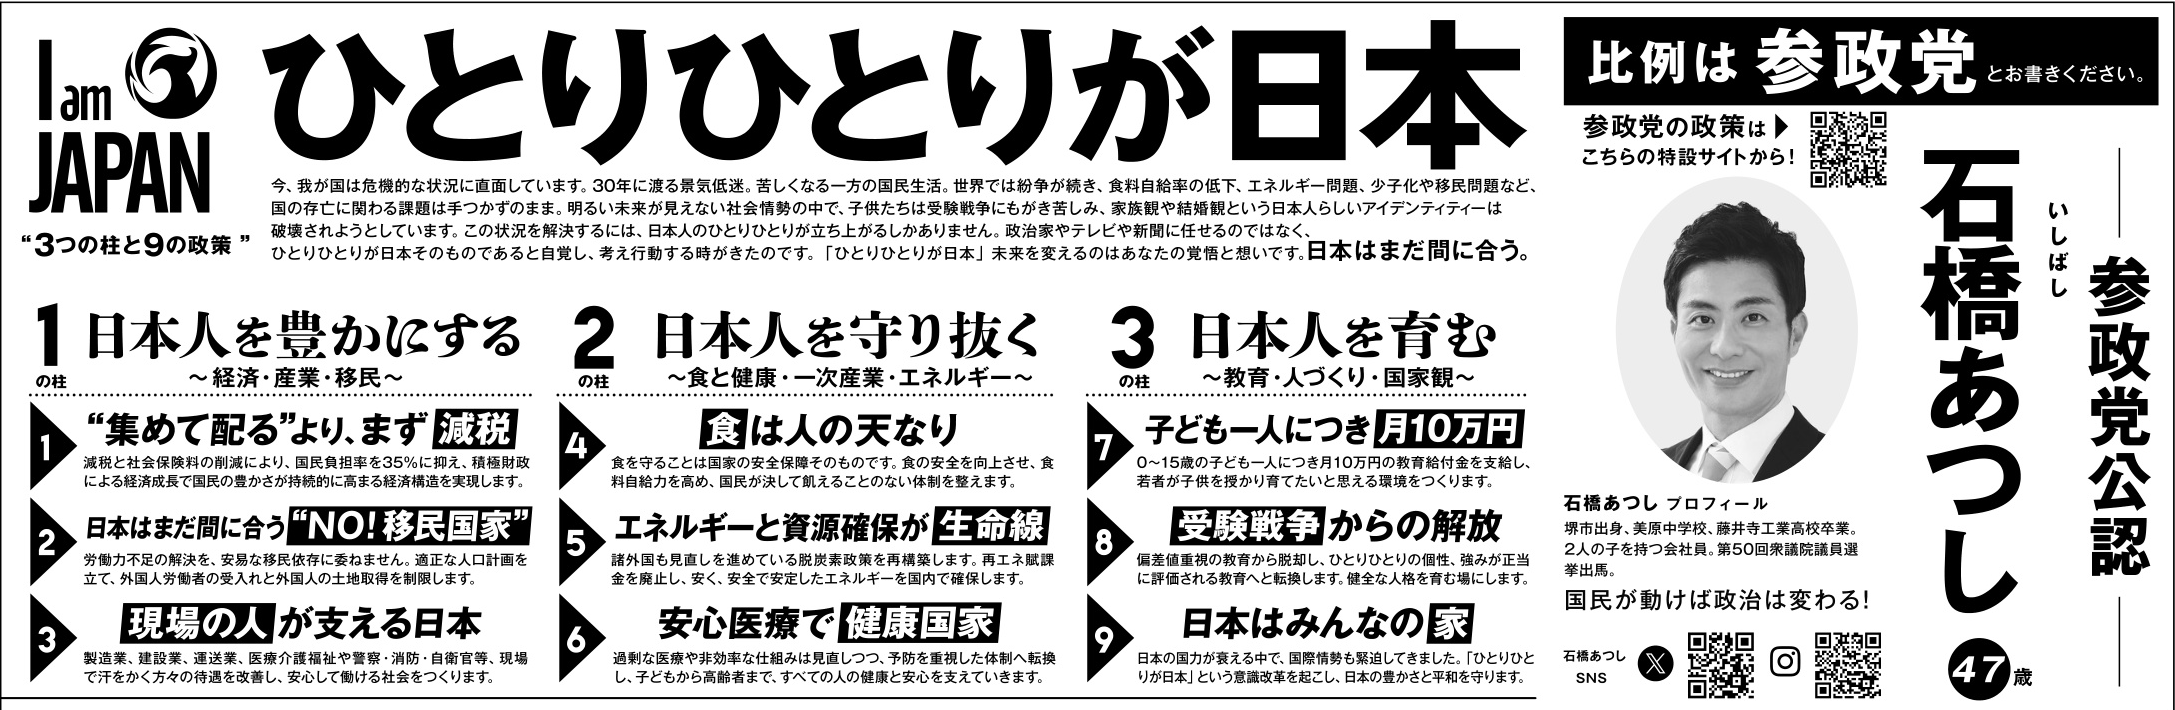 I am
JAPAN
“3つの柱と9の政策”
ひとりひとりが日本
今、我が国は危機的な状況に直面しています。30年に渡る景気低迷。苦しくなる一方の国民生活。世界では紛争が続き、食料自給率の低下、エネルギー問題、少子化や移民問題など、
国の存亡に関わる課題は手つかずのまま。明るい未来が見えない社会情勢の中で、子供たちは受験戦争にもがき苦しみ、家族観や結婚観という日本人らしいアイデンティティーは
破壊されようとしています。この状況を解決するには、日本人のひとりひとりが立ち上がるしかありません。政治家やテレビや新聞に任せるのではなく、
ひとりひとりが日本そのものであると自覚し、考え行動する時がきたのです。「ひとりひとりが日本」未来を変えるのはあなたの覚悟と想いです。日本はまだ間に合う。
1の柱 日本人を豊かにする
～経済・産業・移民～
1 “集めて配る”より、まず減税
減税と社会保険料の削減により、国民負担率を35%に抑え、積極財政
による経済成長で国民の豊かさが持続的に高まる経済構造を実現します。
2 日本はまだ間に合う“NO!移民国家”
労働力不足の解決を、安易な移民依存に委ねません。適正な人口計画を
立て、外国人労働者の受入れと外国人の土地取得を制限します。
3 現場の人が支える日本
製造業、建設業、運送業、医療介護福祉や警察・消防・自衛官等、現場
で汗をかく方々の待遇を改善し、安心して働ける社会をつくります。
2の柱 日本人を守り抜く
～食と健康・一次産業・エネルギー～
4 食は人の天なり
食を守ることは国家の安全保障そのものです。食の安全を向上させ、食
料自給力を高め、国民が決して飢えることのない体制を整えます。
5 エネルギーと資源確保が生命線
諸外国も見直しを進めている脱炭素政策を再構築します。再エネ賦課
金を廃止し、安く、安全で安定したエネルギーを国内で確保します。
6 安心医療で健康国家
過剰な医療や非効率な仕組みは見直しつつ、予防を重視した体制へ転換
し、子どもから高齢者まで、すべての人の健康と安心を支えていきます。
3の柱 日本人を育む
～教育・人づくり・国家観～
7 子ども一人につき月10万円
0～15歳の子ども一人につき月10万円の教育給付金を支給し、
若者が子供を授かり育てたいと思える環境をつくります。
8 受験戦争からの解放
偏差値重視の教育から脱却し、ひとりひとりの個性、強みが正当
に評価される教育へと転換します。健全な人格を育む場にします。
9 日本はみんなの家
日本の国力が衰える中で、国際情勢も緊迫してきました。「ひとりひと
りが日本」という意識改革を起こし、日本の豊かさと平和を守ります。
比例は 参政党 とお書きください。
参政党の政策は▶
こちらの特設サイトから!
参政党公認
いしばし
石橋あつし
47歳
石橋あつし プロフィール
堺市出身、美原中学校、藤井寺工業高校卒業。
2人の子を持つ会社員。第50回衆議院議員選
挙出馬。
国民が動けば政治は変わる!
石橋あつし
SNS